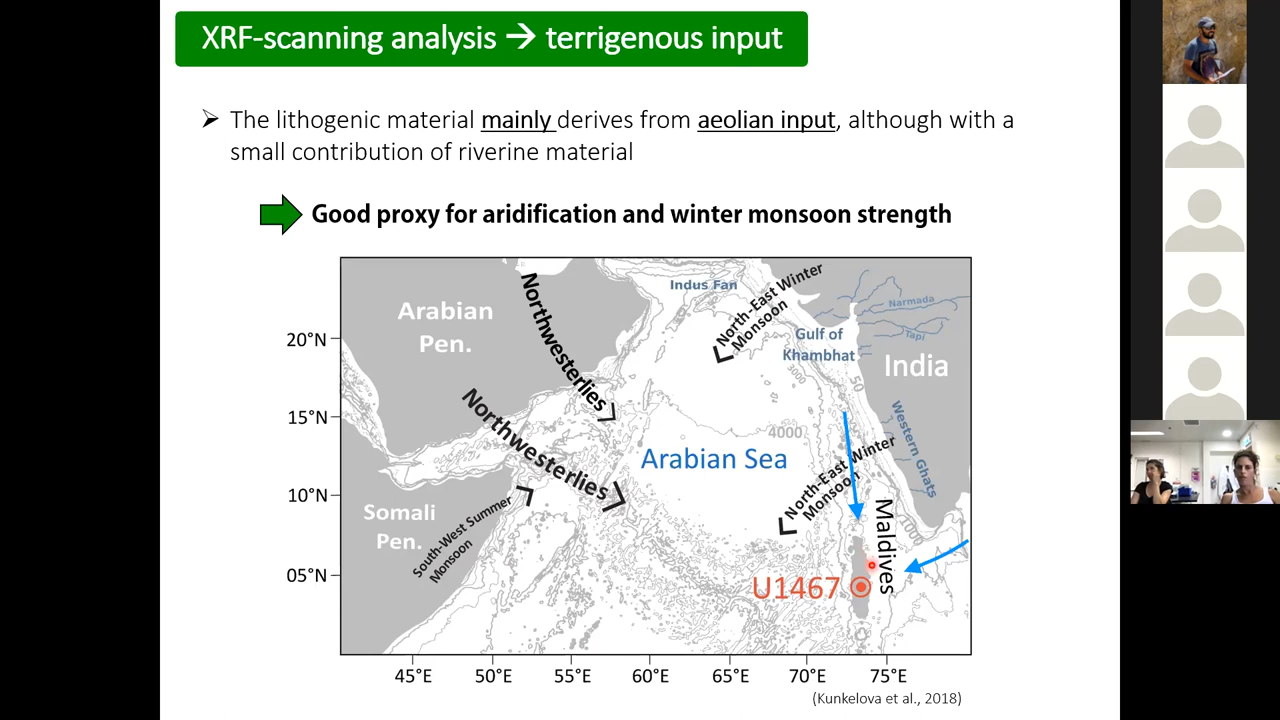 XRF-scanning analysis → terrigenous input
➢ The lithogenic material mainly derives from aeolian input, although with a
small contribution of riverine material
Good proxy for aridification and winter monsoon strength
Arabian
Pen.
Northwesterlies
Indus Fan
North-East Winter
Monsoon
Narmada
Tapi
Gulf of
Khambhat
India
20°N
3000
50
15°N
Northwesterlies
4000
Western Ghats
Arabian Sea
North-East Winter
Monsoon
10°N
Somali
Pen.
South-West Summer
Monsoon
Maldives
1000
05°N
U1467
45°E
50°E
55°E
60°E
65°E
70°E
75°E
(Kunkelova et al., 2018)